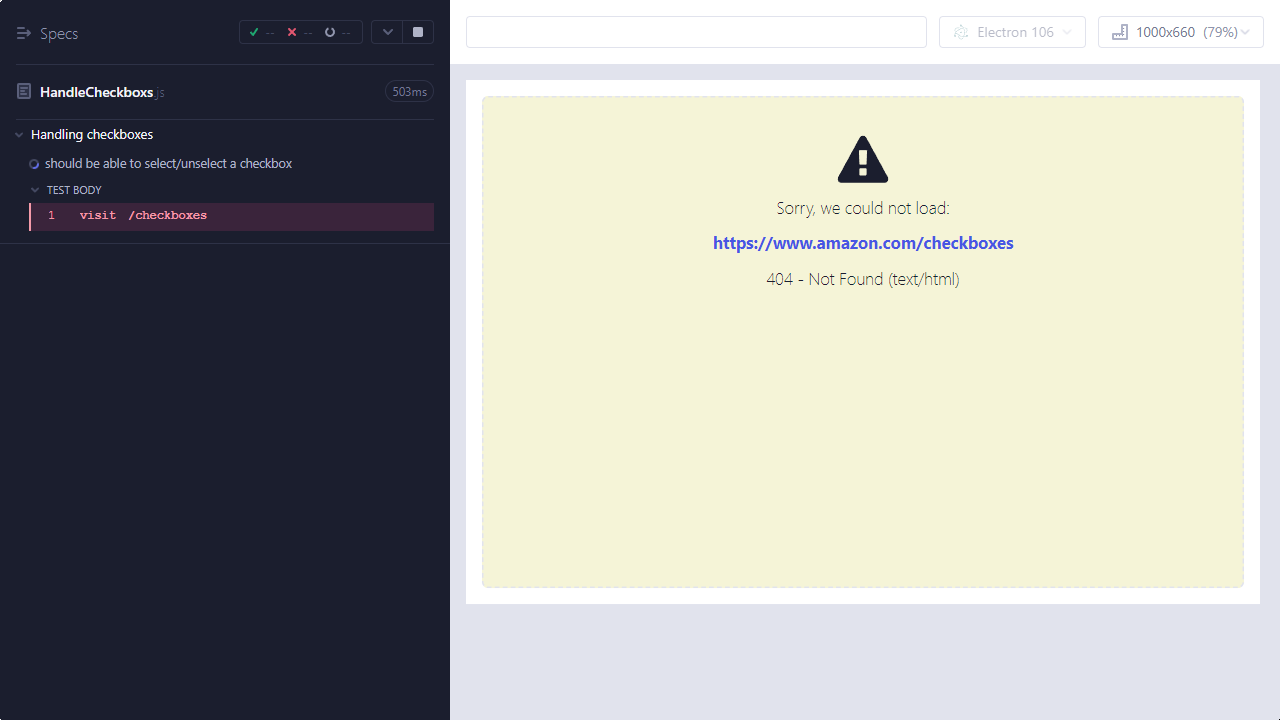 Specs
-- -- --
HandleCheckboxs.js
503ms
Handling checkboxes
should be able to select/unselect a checkbox
TEST BODY
1 visit /checkboxes
Electron 106
1000x660 (79%)
Sorry, we could not load:
https://www.amazon.com/checkboxes
404 - Not Found (text/html)